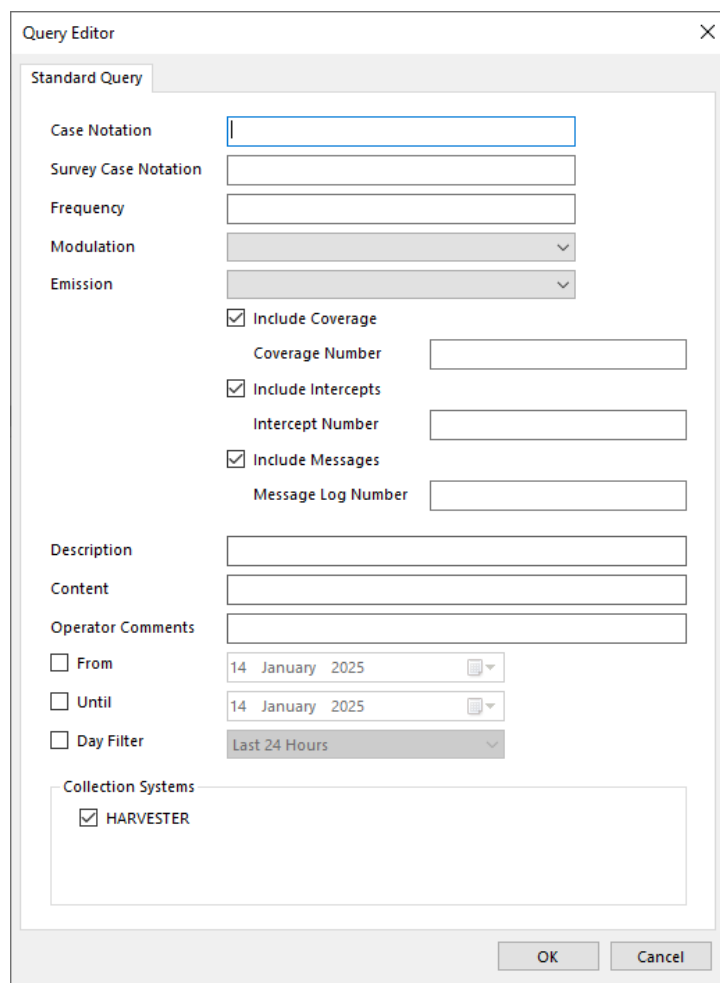 Query Editor
Standard Query
Case Notation
Survey Case Notation
Frequency
Modulation
Emission
Include Coverage
Coverage Number
Include Intercepts
Intercept Number
Include Messages
Message Log Number
Description
Content
Operator Comments
From 14 January 2025
Until 14 January 2025
Day Filter Last 24 Hours
Collection Systems
HARVESTER
OK Cancel